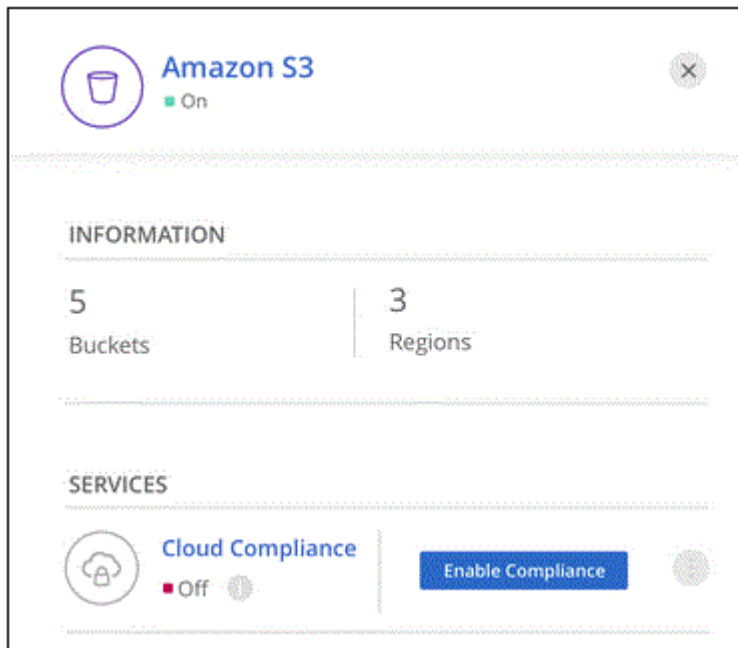 Amazon S3
On
INFORMATION
5
3
Buckets
Regions
SERVICES
Cloud Compliance
Off
Enable Compliance